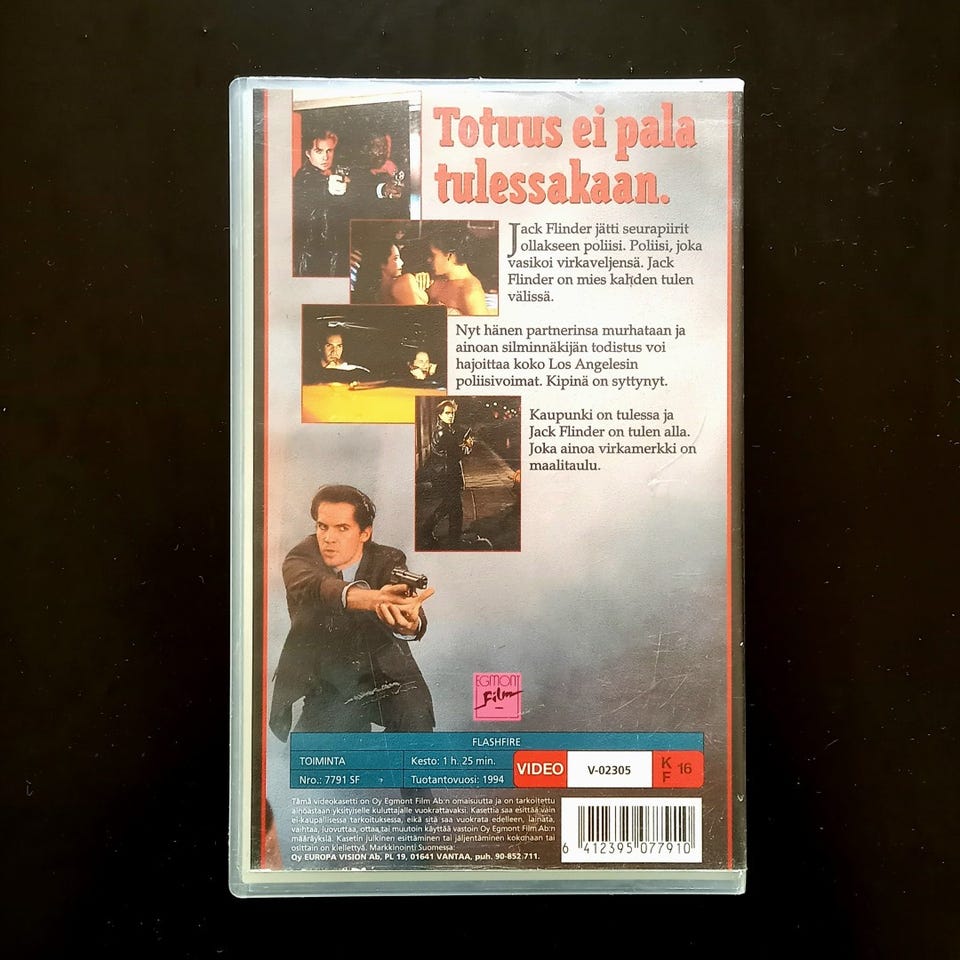 Totuus ei pala
tulessakaan.
Jack Flinder jätti seurapiirit
ollakseen poliisi. Poliisi, joka
vasikoi virkaveljensä. Jack
Flinder on mies kahden tulen
välissä.
Nyt hänen partnerinsa murhataan ja
ainoan silminnäkijän todistus voi
hajoittaa koko Los Angelesin
poliisivoimat. Kipinä on syttynyt.
Kaupunki on tulessa ja
Jack Flinder on tulen alla.
Joka ainoa virkamerkki on
maalitaulu.
EGMONT
Film
FLASHFIRE
TOIMINTA
Kesto: 1 h. 25 min.
Nro.: 7791 SF
Tuotantovuosi: 1994
VIDEO
V-02305
K
F
16
Tämä videokasetti on Oy Egmont Film Ab:n omaisuutta ja on tarkoitettu
ainoastaan yksityiselle kuluttajalle vuokrattavaksi. Kasettia saa esittää vain
ei-kaupallisessa tarkoituksessa, eikä sitä saa vuokrata edelleen, lainata,
vaihtaa, luovuttaa, ottaa tai muutoin käyttää vastoin Oy Egmont Film Ab:n
määräyksiä. Kasetin julkinen esittäminen tai jäljentäminen kokonaan tai
osittain on kiellettyä. Markkinointi Suomessa:
Oy EUROPA VISION Ab, PL 19, 01641 VANTAA, puh. 90-852 711.
6 412395 077910